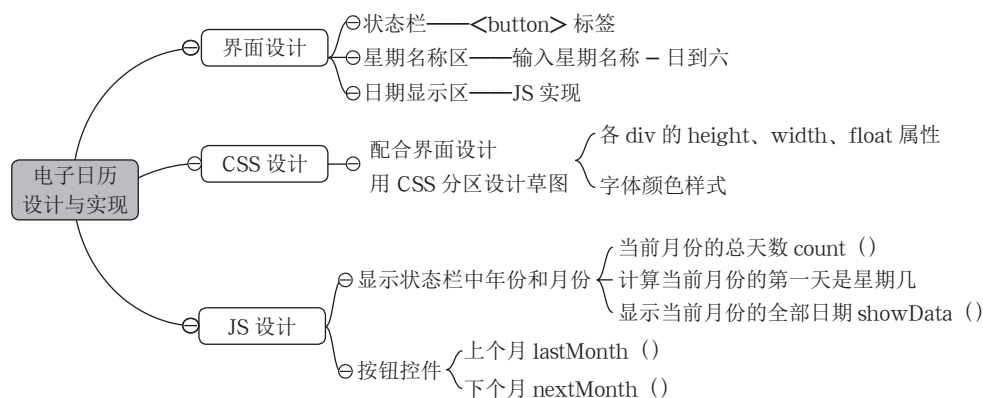 电子日历
设计与实现
界面设计
状态栏——<button> 标签
星期名称区——输入星期名称 – 日到六
日期显示区——JS 实现
CSS 设计
配合界面设计
用 CSS 分区设计草图
各 div 的 height、width、float 属性
字体颜色样式
JS 设计
显示状态栏中年份和月份
当前月份的总天数 count（）
计算当前月份的第一天是星期几
显示当前月份的全部日期 showData（）
按钮控件
上个月 lastMonth（）
下个月 nextMonth（）